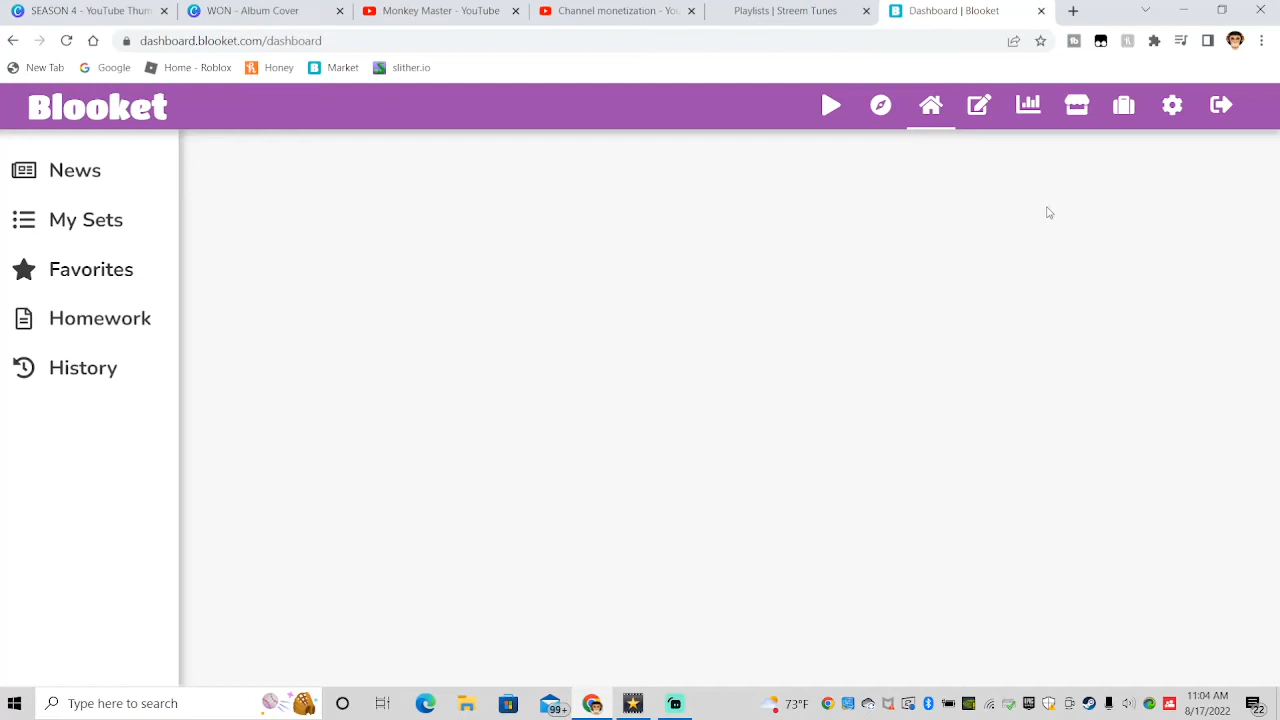 SEASON 4 - YouTube Thum
WON - Album Cover
Monkey Master - YouTube
Channel monetization - You
Playlists | Streem Tunes
Dashboard | Blooket
dashboard.blooket.com/dashboard
New Tab
Google
Home - Roblox
Honey
Market
slither.io
Blooket
News
My Sets
Favorites
Homework
History
Type here to search
99+
73°F
11:04 AM
8/17/2022
22